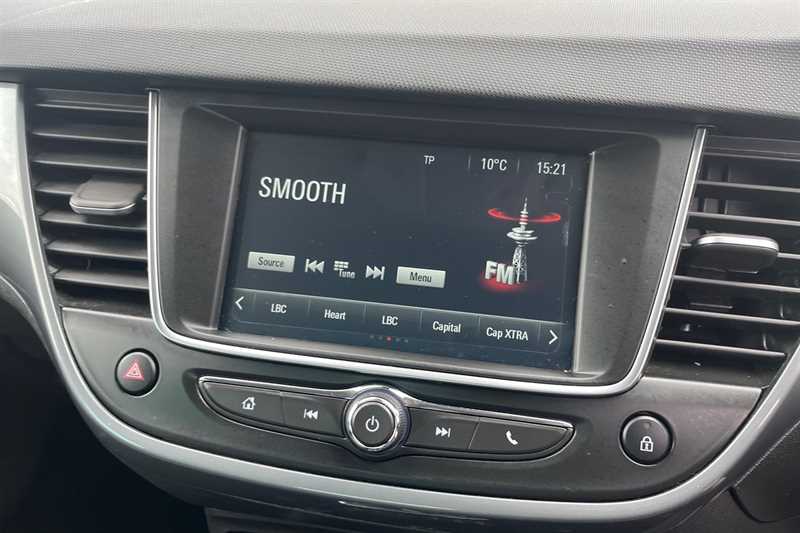 TP 10°C 15:21
SMOOTH
FM
Source Tune Menu
LBC Heart LBC Capital Cap XTRA